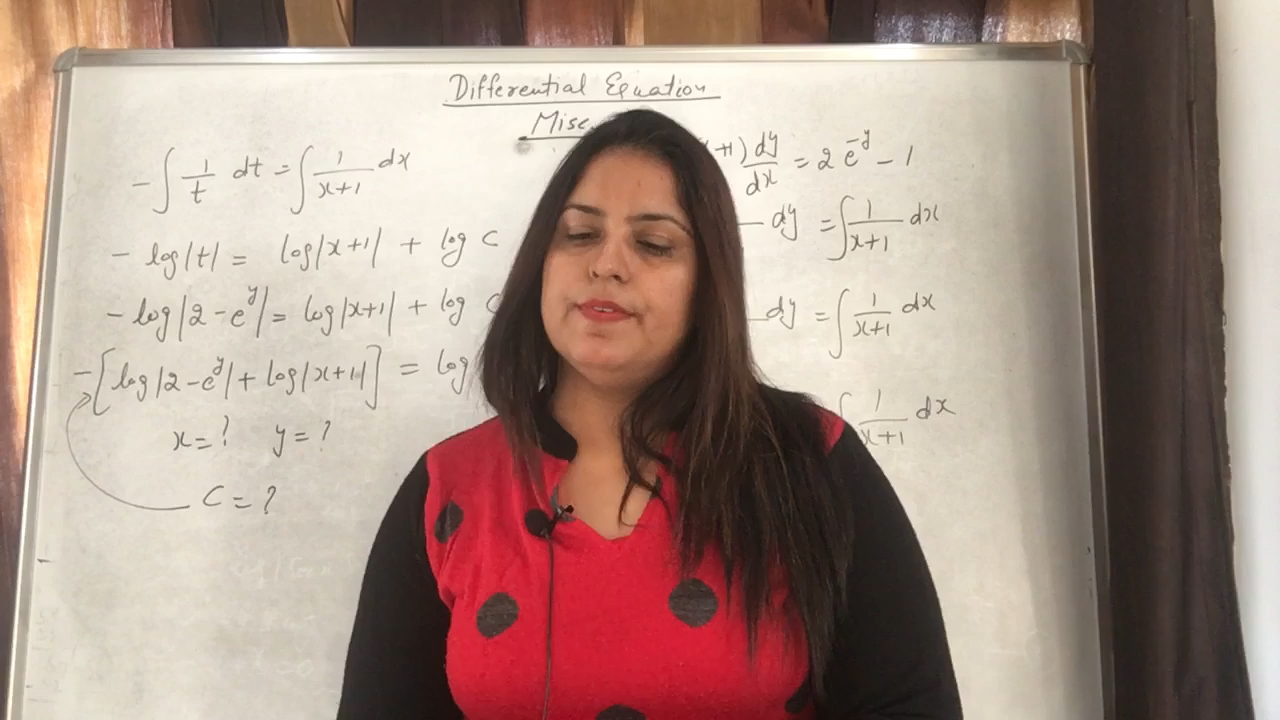 Differential Equation
Misc.
- ∫ 1/t dt = ∫ 1/(x+1) dx
- log|t| = log|x+1| + log C
- log|2-e^y| = log|x+1| + log C
-[log|2-e^y| + log|x+1|] = log
x = ? y = ?
C = ?
+1) dy/dx = 2e^-y - 1
dy = ∫ 1/(x+1) dx
dy = ∫ 1/(x+1) dx
∫ 1/(x+1) dx